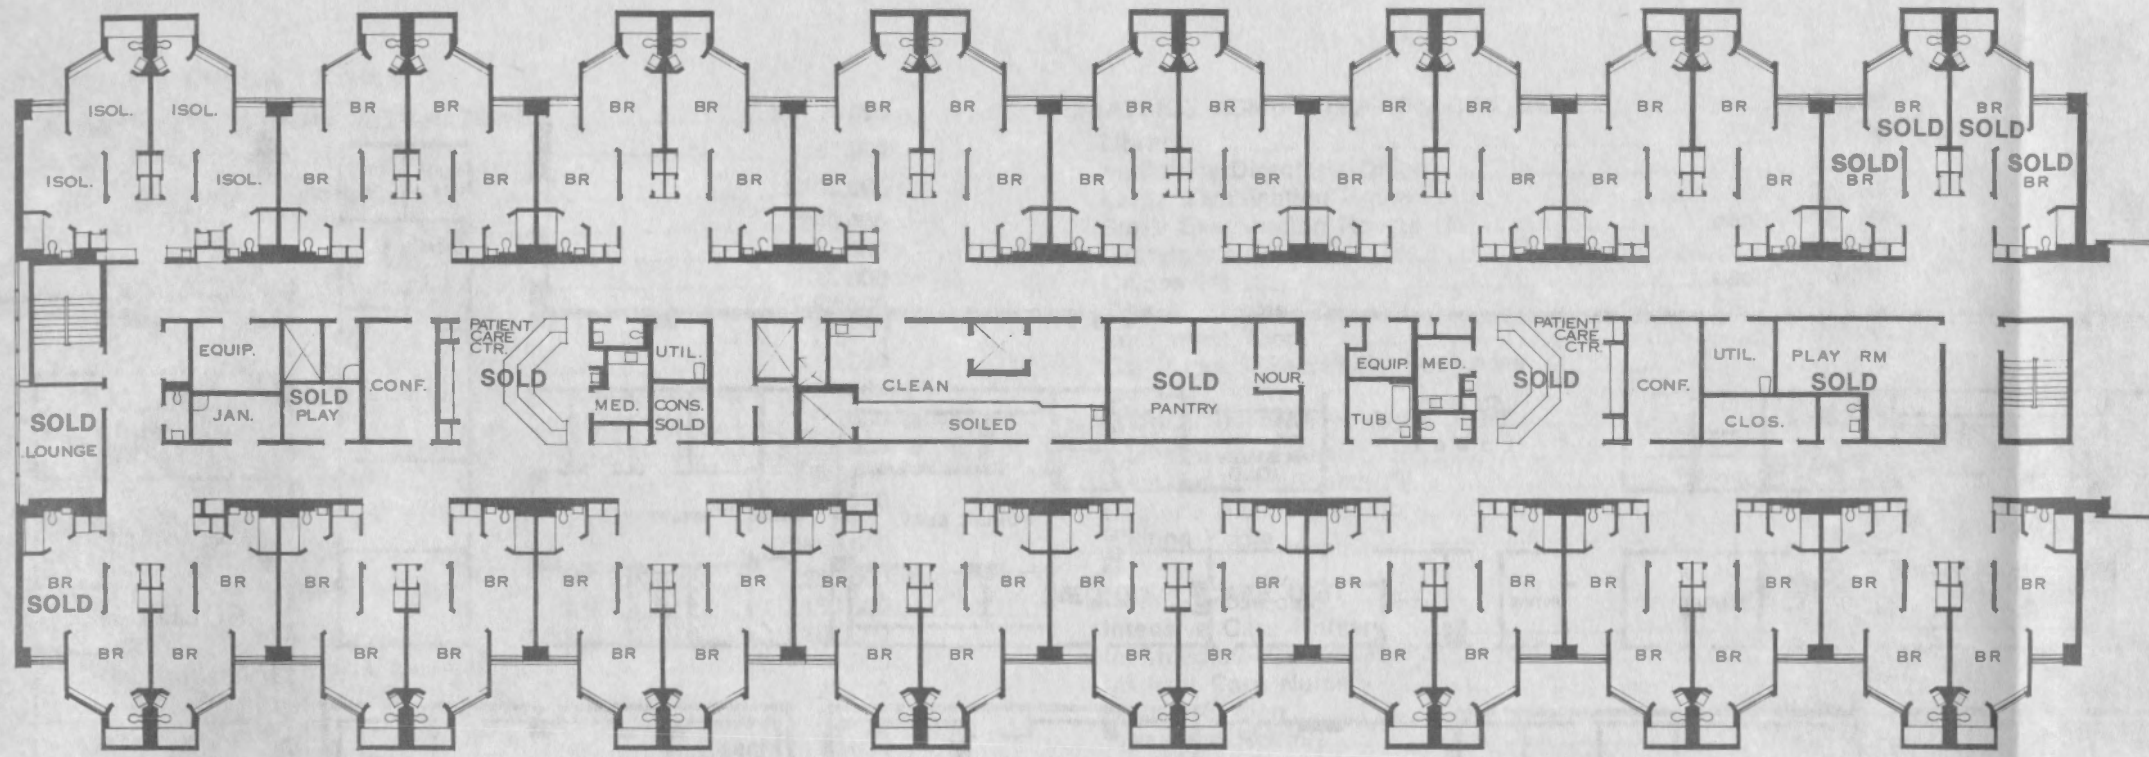 ISOL. ISOL. BR BR BR BR BR BR BR BR BR BR BR BR BR BR
SOLD SOLD
SOLD SOLD
ISOL. ISOL. BR BR BR BR BR BR BR BR BR BR BR BR BR BR
PATIENT
CARE
CTR.
SOLD
PATIENT
CARE
CTR.
SOLD
EQUIP.
JAN.
SOLD
PLAY
CONF.
UTIL.
MED.
CONS.
SOLD
CLEAN
SOILED
SOLD
PANTRY
NOUR.
EQUIP.
TUB
MED.
CONF.
UTIL.
PLAY RM
SOLD
CLOS.
SOLD
LOUNGE
BR BR BR BR BR BR BR BR BR BR BR BR BR BR BR BR
SOLD
BR BR BR BR BR BR BR BR BR BR BR BR BR BR BR BR